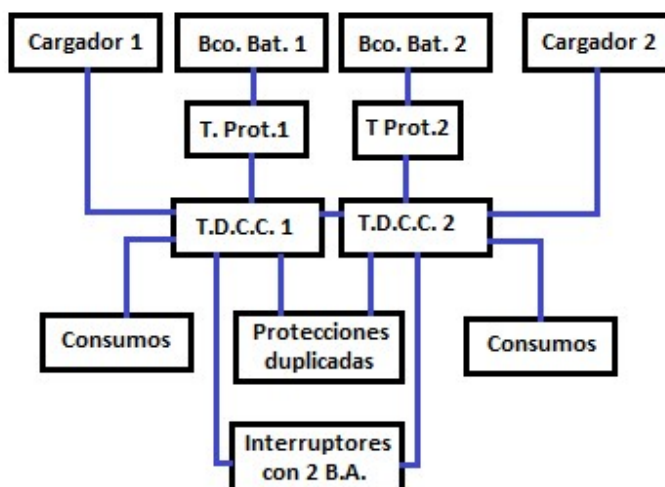 Cargador 1
Bco. Bat. 1
Bco. Bat. 2
Cargador 2
T. Prot.1
T Prot.2
T.D.C.C. 1
T.D.C.C. 2
Consumos
Protecciones
duplicadas
Consumos
Interruptores
con 2 B.A.